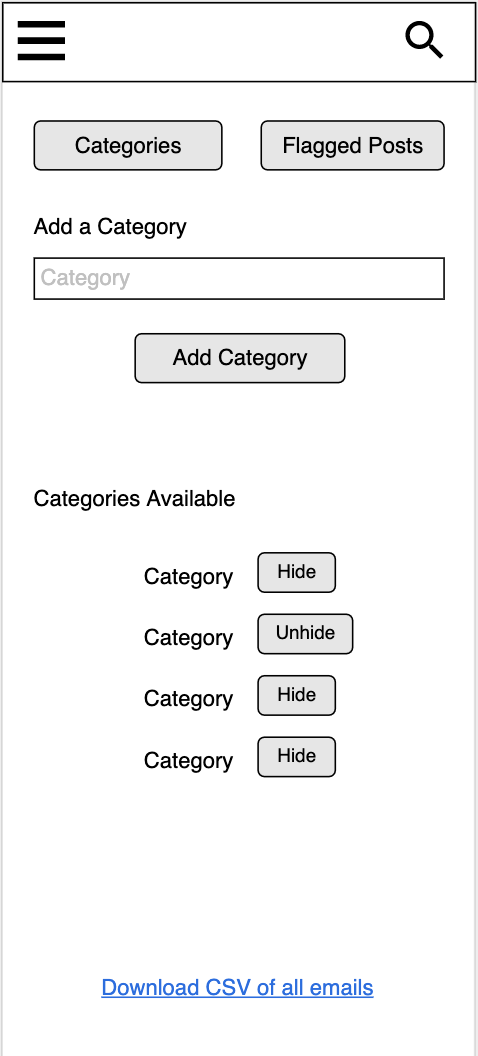 Categories
Flagged Posts
Add a Category
Category
Add Category
Categories Available
Category Hide
Category Unhide
Category Hide
Category Hide
Download CSV of all emails